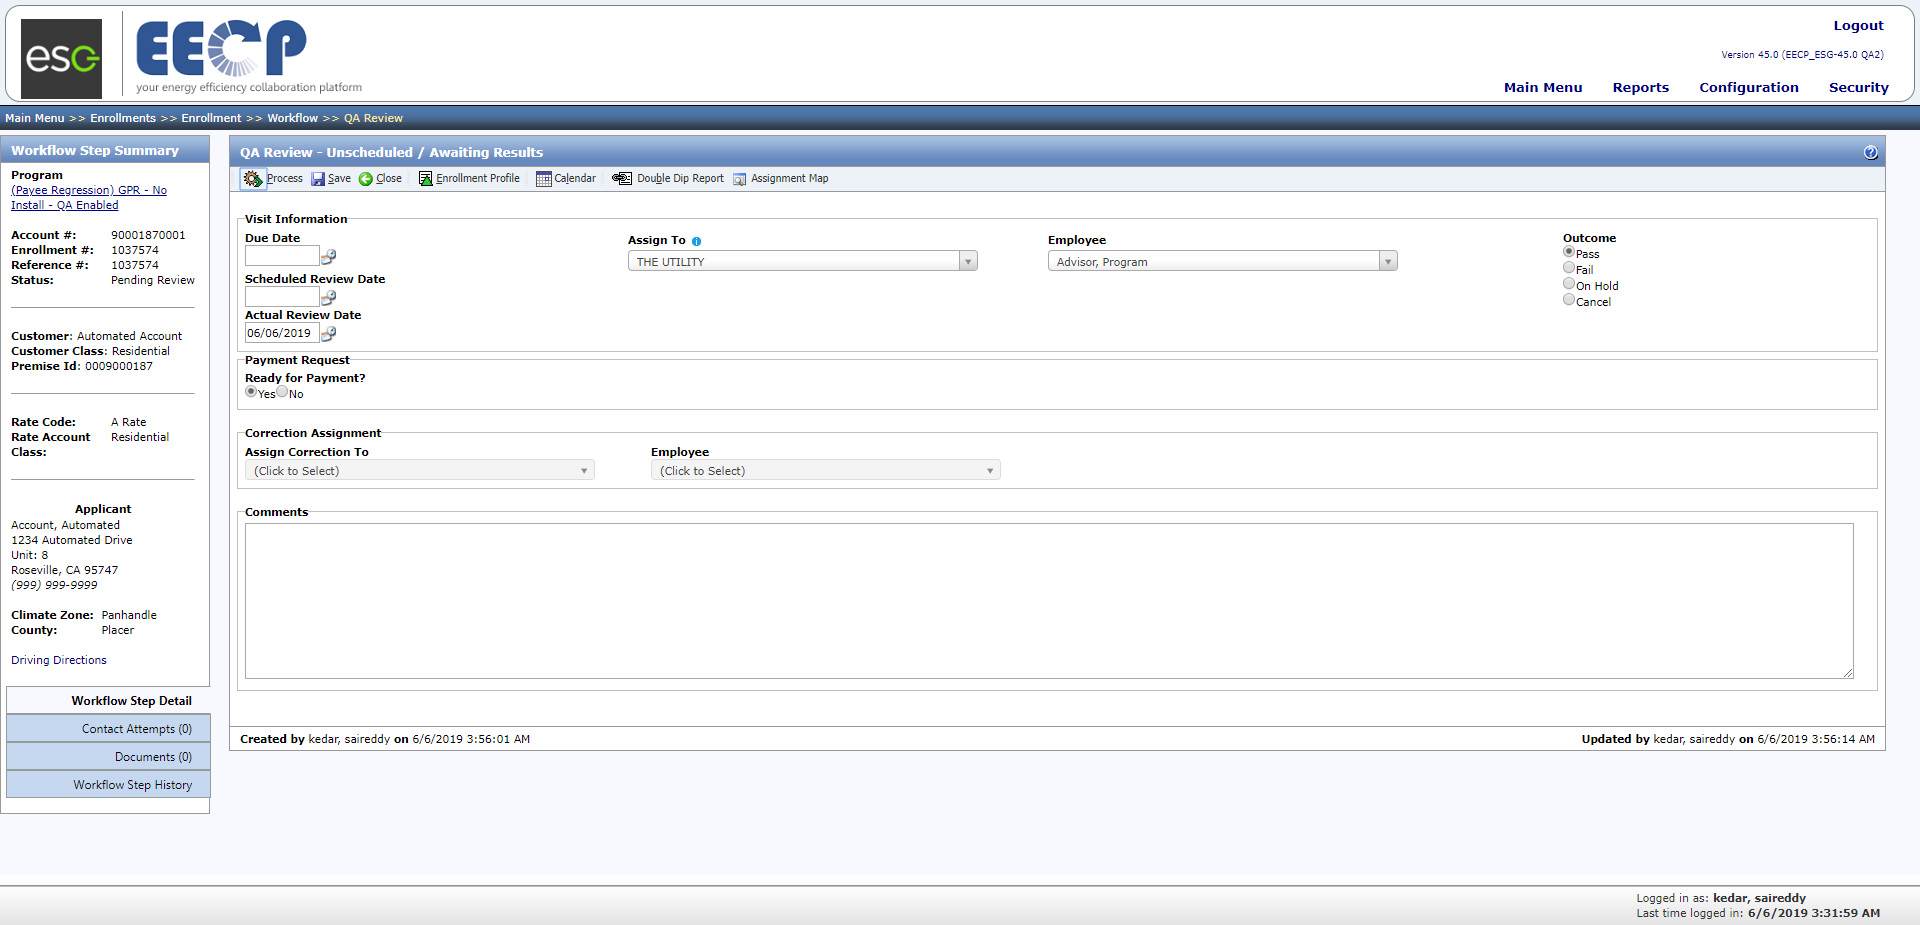 esc
EECP
your energy efficiency collaboration platform
Logout
Version 45.0 (EECP_ESG-45.0 QA2)
Main Menu Reports Configuration Security
Main Menu >> Enrollments >> Enrollment >> Workflow >> QA Review
Workflow Step Summary
Program
(Payee Regression) GPR - No
Install - QA Enabled
Account #: 90001870001
Enrollment #: 1037574
Reference #: 1037574
Status: Pending Review
Customer: Automated Account
Customer Class: Residential
Premise Id: 0009000187
Rate Code: A Rate
Rate Account Residential
Class:
Applicant
Account, Automated
1234 Automated Drive
Unit: 8
Roseville, CA 95747
(999) 999-9999
Climate Zone: Panhandle
County: Placer
Driving Directions
Workflow Step Detail
Contact Attempts (0)
Documents (0)
Workflow Step History
QA Review - Unscheduled / Awaiting Results
Process Save Close Enrollment Profile Calendar Double Dip Report Assignment Map
Visit Information
Due Date
Scheduled Review Date
Actual Review Date
06/06/2019
Assign To
THE UTILITY
Employee
Advisor, Program
Outcome
Pass
Fail
On Hold
Cancel
Payment Request
Ready for Payment?
Yes No
Correction Assignment
Assign Correction To Employee
(Click to Select) (Click to Select)
Comments
Created by kedar, saireddy on 6/6/2019 3:56:01 AM
Updated by kedar, saireddy on 6/6/2019 3:56:14 AM
Logged in as: kedar, saireddy
Last time logged in: 6/6/2019 3:31:59 AM